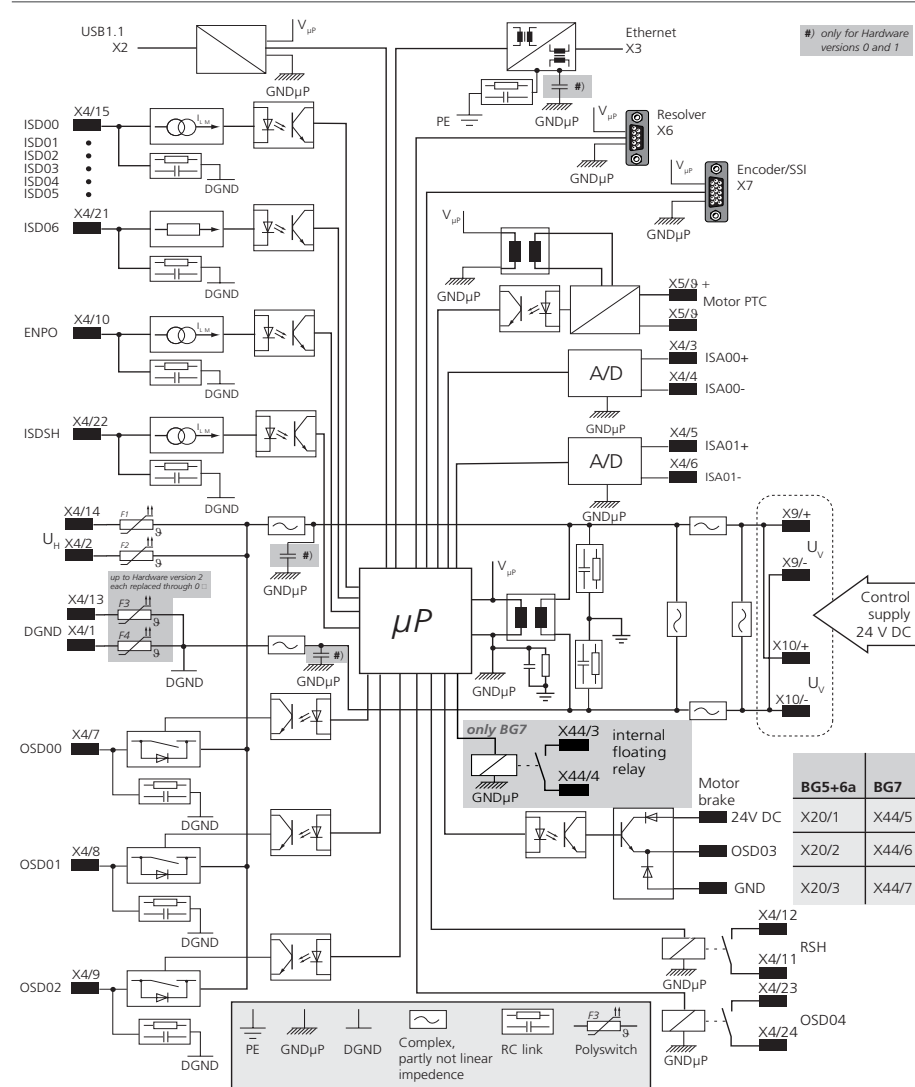 USB1.1
X2
VµP
GNDµP
Ethernet
X3
#)
PE
GNDµP
#) only for Hardware
versions 0 and 1
VµP
Resolver
X6
GNDµP
VµP
Encoder/SSI
X7
GNDµP
ISD00
X4/15
ISD01
ISD02
ISD03
ISD04
ISD05
DGND
ISD06
X4/21
DGND
ENPO
X4/10
DGND
ISDSH
X4/22
DGND
VµP
GNDµP
X5/ϑ +
Motor PTC
X5/ϑ
A/D
X4/3
ISA00+
X4/4
ISA00-
GNDµP
A/D
X4/5
ISA01+
X4/6
ISA01-
GNDµP
X4/14
F1
ϑ
UH
X4/2
F2
ϑ
#)
GNDµP
up to Hardware version 2
each replaced through 0 □
X4/13
F3
ϑ
DGND
X4/1
F4
ϑ
DGND
#)
GNDµP
µP
VµP
GNDµP
X9/+
UV
X9/-
X10/+
UV
X10/-
Control
supply
24 V DC
OSD00
X4/7
DGND
OSD01
X4/8
DGND
OSD02
X4/9
DGND
only BG7
X44/3
internal
floating
relay
X44/4
GNDµP
Motor
brake
24V DC
OSD03
GND
BG5+6a BG7
X20/1 X44/5
X20/2 X44/6
X20/3 X44/7
X4/12
RSH
X4/11
GNDµP
X4/23
OSD04
X4/24
GNDµP
PE
GNDµP
DGND
Complex,
partly not linear
impedence
RC link
F3
ϑ
Polyswitch